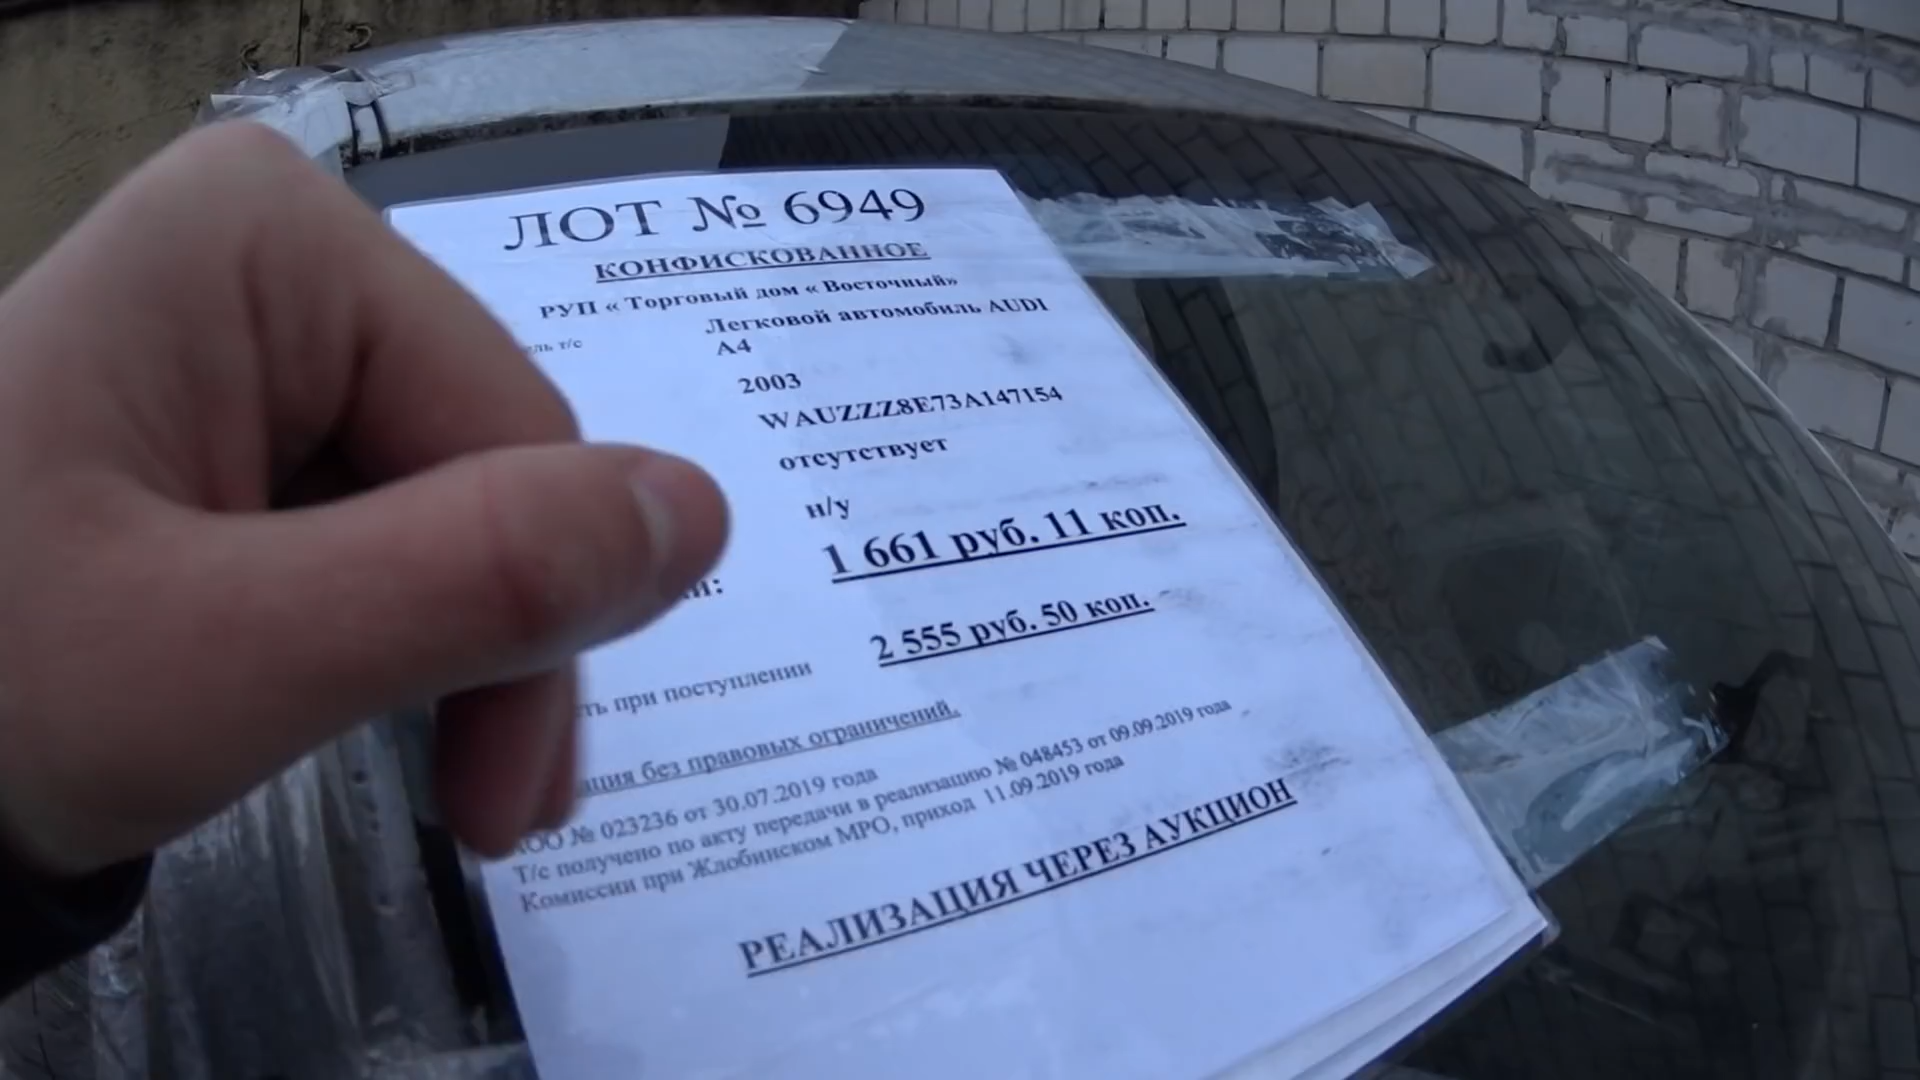 ЛОТ № 6949
КОНФИСКОВАННОЕ
РУП « Торговый дом « Восточный»
т/с Легковой автомобиль AUDI
A4
2003
WAUZZZ8E73A147154
отсутствует
н/у
1 661 руб. 11 коп.
2 555 руб. 50 коп.
при поступлении
без правовых ограничений.
№ 023236 от 30.07.2019 года
Т/с получено по акту передачи в реализацию № 048453 от 09.09.2019 года
Комиссии при Жлобинском МРО, приход 11.09.2019 года
РЕАЛИЗАЦИЯ ЧЕРЕЗ АУКЦИОН